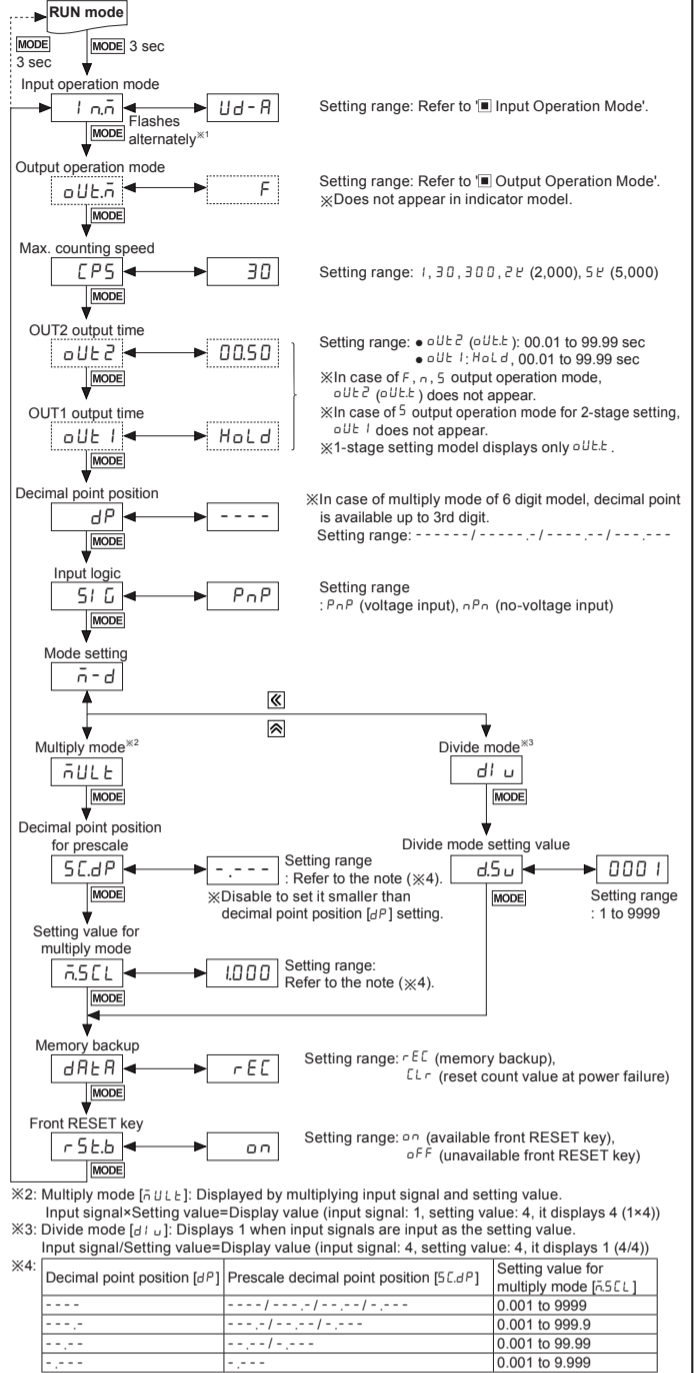 RUN mode
MODE
3 sec
MODE 3 sec
Input operation mode
In.m
Ud-A
Flashes
alternately※1
MODE
Setting range: Refer to '▣ Input Operation Mode'.
Output operation mode
oUt.m
F
MODE
Setting range: Refer to '▣ Output Operation Mode'.
※Does not appear in indicator model.
Max. counting speed
CPS
30
MODE
Setting range: 1, 30, 300, 2k (2,000), 5k (5,000)
OUT2 output time
oUt2
00.50
MODE
OUT1 output time
oUt1
HoLd
MODE
Setting range: ● oUt2 (oUt.t): 00.01 to 99.99 sec
● oUt1: HoLd, 00.01 to 99.99 sec
※In case of F, n, S output operation mode,
oUt2 (oUt.t) does not appear.
※In case of S output operation mode for 2-stage setting,
oUt1 does not appear.
※1-stage setting model displays only oUt.t.
Decimal point position
dP
----
MODE
※In case of multiply mode of 6 digit model, decimal point
is available up to 3rd digit.
Setting range: ------/-----.-/----.--/---.---
Input logic
SIG
PnP
MODE
Setting range
: PnP (voltage input), nPn (no-voltage input)
Mode setting
m-d
Multiply mode※2
mULt
MODE
Divide mode※3
dIv
MODE
Decimal point position
for prescale
SC.dP
-.---
MODE
Setting range
: Refer to the note (※4).
※Disable to set it smaller than
decimal point position [dP] setting.
Divide mode setting value
d.Sv
0001
MODE
Setting range
: 1 to 9999
Setting value for
multiply mode
m.SCL
1.000
MODE
Setting range:
Refer to the note (※4).
Memory backup
dAtA
rEC
MODE
Setting range: rEC (memory backup),
CLr (reset count value at power failure)
Front RESET key
rSt.b
on
MODE
Setting range: on (available front RESET key),
oFF (unavailable front RESET key)
※2: Multiply mode [mULt]: Displayed by multiplying input signal and setting value.
Input signal×Setting value=Display value (input signal: 1, setting value: 4, it displays 4 (1×4))
※3: Divide mode [dIv]: Displays 1 when input signals are input as the setting value.
Input signal/Setting value=Display value (input signal: 4, setting value: 4, it displays 1 (4/4))
※4:
Decimal point position [dP] Prescale decimal point position [SC.dP] Setting value for
multiply mode [m.SCL]
---- ----/---.-/--.--/-.--- 0.001 to 9999
---.- ---.-/--.--/-.--- 0.001 to 999.9
--.-- --.--/-.--- 0.001 to 99.99
-.--- -.--- 0.001 to 9.999